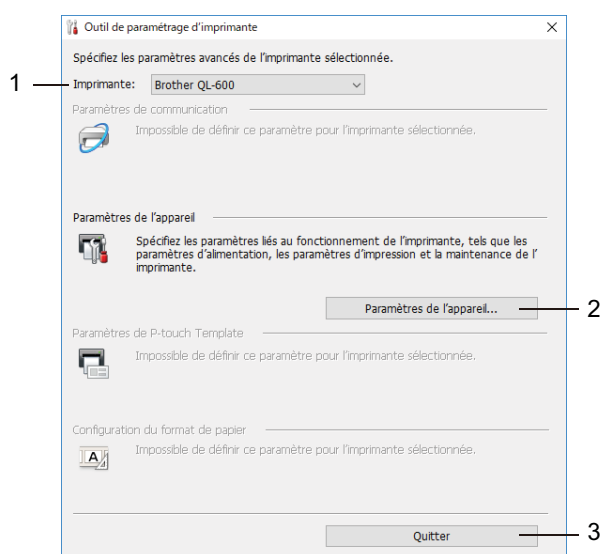 Outil de paramétrage d'imprimante
Spécifiez les paramètres avancés de l'imprimante sélectionnée.
1
Imprimante: Brother QL-600
Paramètres de communication
Impossible de définir ce paramètre pour l'imprimante sélectionnée.
Paramètres de l'appareil
Spécifiez les paramètres liés au fonctionnement de l'imprimante, tels que les
paramètres d'alimentation, les paramètres d'impression et la maintenance de l'
imprimante.
Paramètres de l'appareil... 2
Paramètres de P-touch Template
Impossible de définir ce paramètre pour l'imprimante sélectionnée.
Configuration du format de papier
A
Impossible de définir ce paramètre pour l'imprimante sélectionnée.
Quitter 3